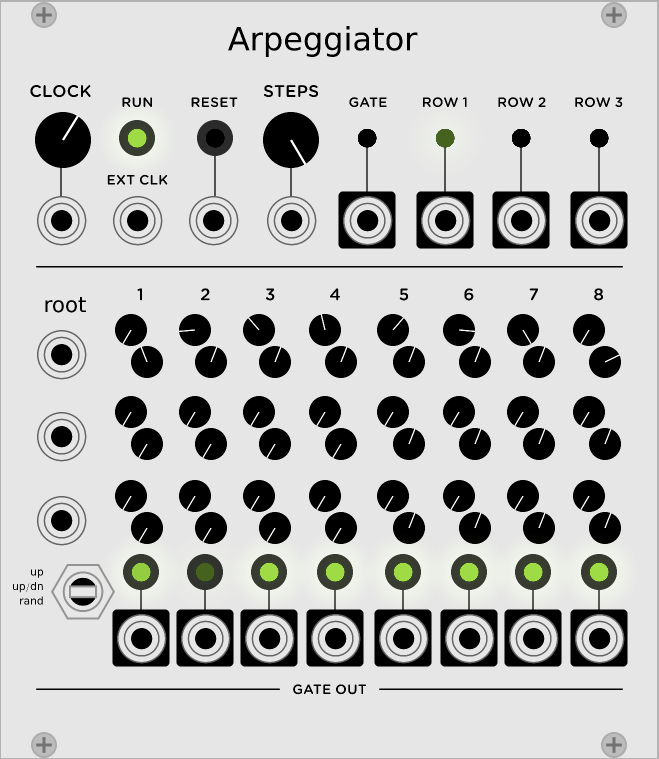 Arpeggiator
CLOCK RUN RESET STEPS GATE ROW 1 ROW 2 ROW 3
EXT CLK
root 1 2 3 4 5 6 7 8
up
up/dn
rand
GATE OUT